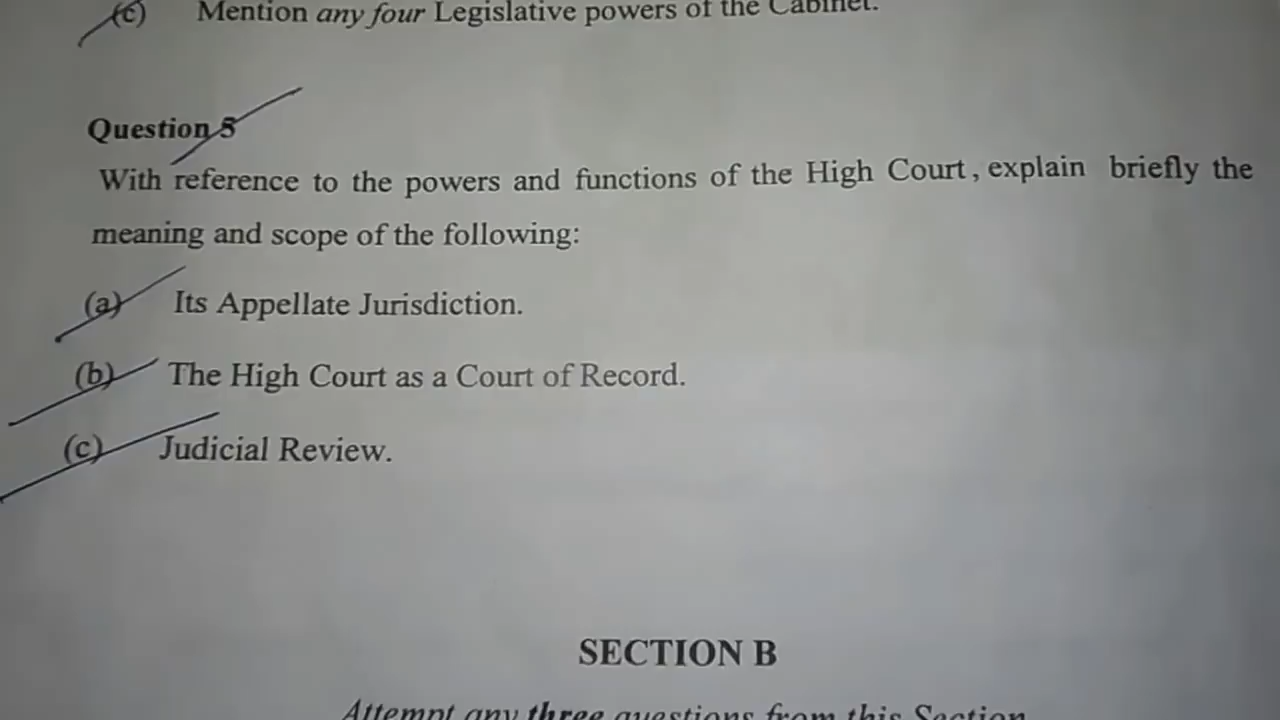 (c) Mention any four Legislative powers of the Cabinet.
Question 5
With reference to the powers and functions of the High Court, explain briefly the
meaning and scope of the following:
(a) Its Appellate Jurisdiction.
(b) The High Court as a Court of Record.
(c) Judicial Review.
SECTION B
Attempt any three questions from this Section